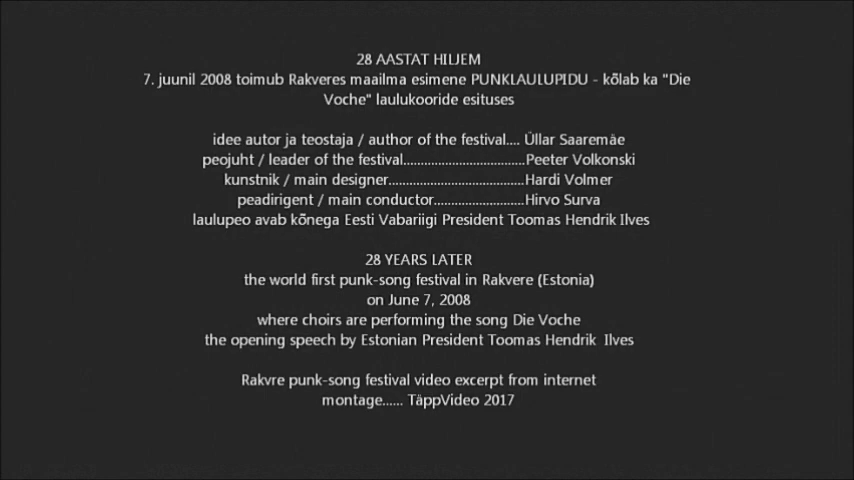 28 AASTAT HILJEM
7. juunil 2008 toimub Rakveres maailma esimene PUNKLAULUPIDU - kõlab ka "Die
Voche" laulukooride esituses
idee autor ja teostaja / author of the festival.... Üllar Saaremäe
peojuht / leader of the festival...................................Peeter Volkonski
kunstnik / main designer.......................................Hardi Volmer
peadirigent / main conductor..........................Hirvo Surva
laulupeo avab kõnega Eesti Vabariigi President Toomas Hendrik Ilves
28 YEARS LATER
the world first punk-song festival in Rakvere (Estonia)
on June 7, 2008
where choirs are performing the song Die Voche
the opening speech by Estonian President Toomas Hendrik Ilves
Rakvre punk-song festival video excerpt from internet
montage...... TäppVideo 2017